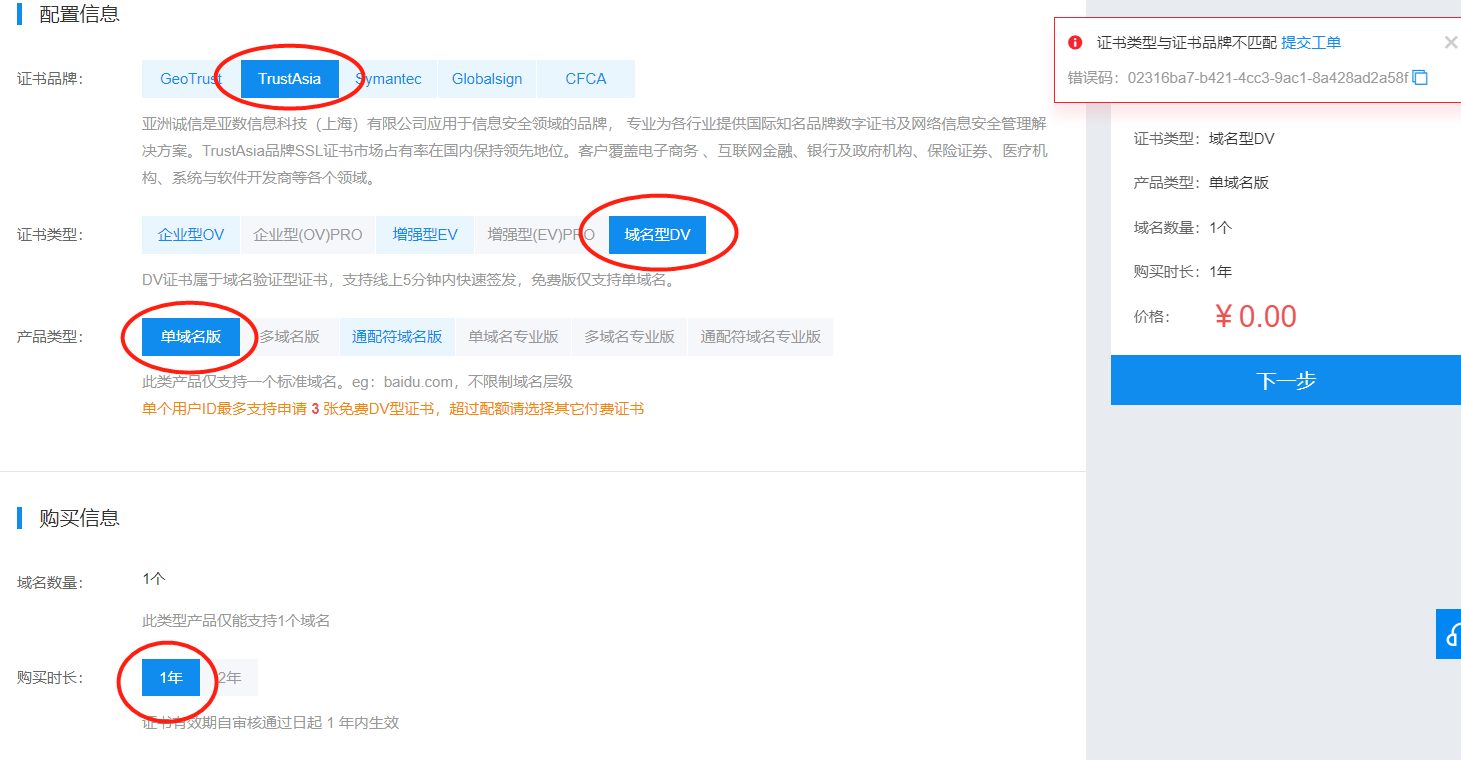 配置信息
证书品牌：
GeoTrust
TrustAsia
Symantec
Globalsign
CFCA
亚洲诚信是亚数信息科技（上海）有限公司应用于信息安全领域的品牌， 专业为各行业提供国际知名品牌数字证书及网络信息安全管理解
决方案。TrustAsia品牌SSL证书市场占有率在国内保持领先地位。客户覆盖电子商务 、互联网金融、银行及政府机构、保险证券、医疗机
构、系统与软件开发商等各个领域。
证书类型：
企业型OV
企业型(OV)PRO
增强型EV
增强型(EV)PRO
域名型DV
DV证书属于域名验证型证书，支持线上5分钟内快速签发，免费版仅支持单域名。
产品类型：
单域名版
多域名版
通配符域名版
单域名专业版
多域名专业版
通配符域名专业版
此类产品仅支持一个标准域名。eg：baidu.com，不限制域名层级
单个用户ID最多支持申请 3 张免费DV型证书，超过配额请选择其它付费证书
购买信息
域名数量：
1个
此类型产品仅能支持1个域名
购买时长：
1年
2年
证书有效期自审核通过日起 1 年内生效
证书类型与证书品牌不匹配 提交工单
错误码：02316ba7-b421-4cc3-9ac1-8a428ad2a58f
证书类型：域名型DV
产品类型：单域名版
域名数量：1个
购买时长：1年
价格：￥0.00
下一步